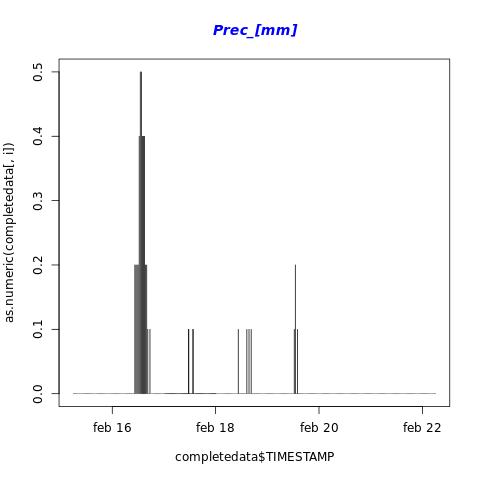 Prec_[mm]
as.numeric(completedata[, i])
0.5
0.4
0.3
0.2
0.1
0.0
feb 16
feb 18
feb 20
feb 22
completedata$TIMESTAMP